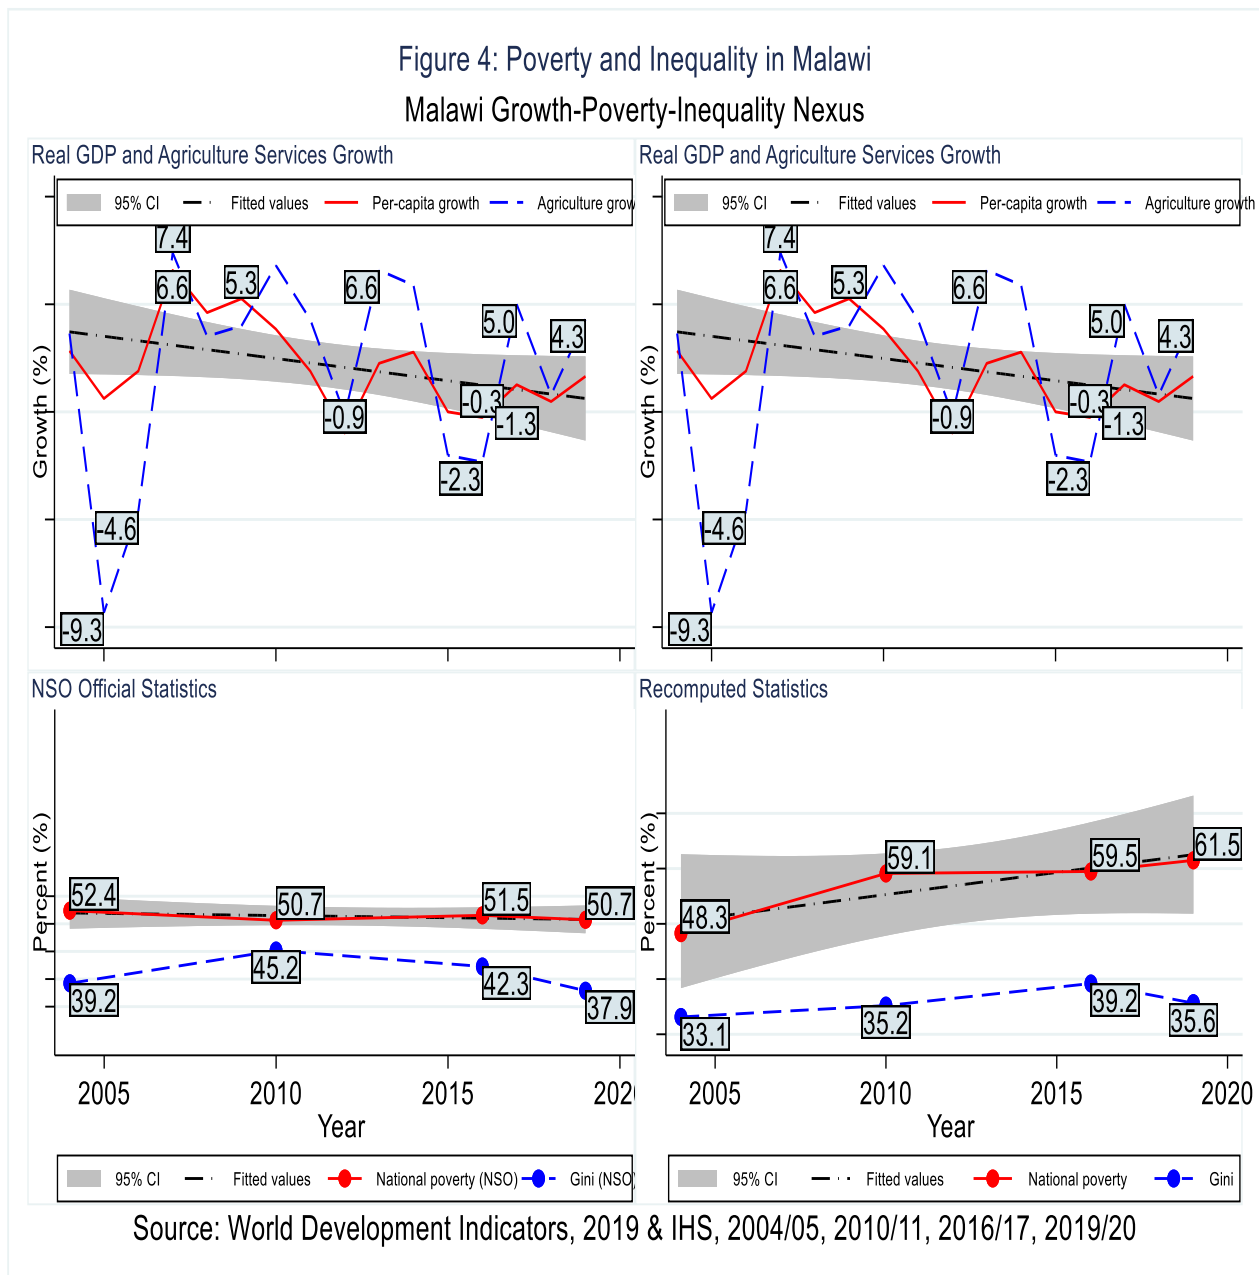 Figure 4: Poverty and Inequality in Malawi
Malawi Growth-Poverty-Inequality Nexus
Real GDP and Agriculture Services Growth
95% CI Fitted values Per-capita growth Agriculture grow
Growth (%)
7.4
6.6
5.3
6.6
5.0
4.3
-0.9
-0.3
-1.3
-2.3
-4.6
-9.3
Real GDP and Agriculture Services Growth
95% CI Fitted values Per-capita growth Agriculture growth
Growth (%)
7.4
6.6
5.3
6.6
5.0
4.3
-0.9
-0.3
-1.3
-2.3
-4.6
-9.3
NSO Official Statistics
Percent (%)
52.4
50.7
51.5
50.7
39.2
45.2
42.3
37.9
2005 2010 2015 2020
Year
95% CI Fitted values National poverty (NSO) Gini (NSO)
Recomputed Statistics
Percent (%)
48.3
59.1
59.5
61.5
33.1
35.2
39.2
35.6
2005 2010 2015 2020
Year
95% CI Fitted values National poverty Gini
Source: World Development Indicators, 2019 & IHS, 2004/05, 2010/11, 2016/17, 2019/20